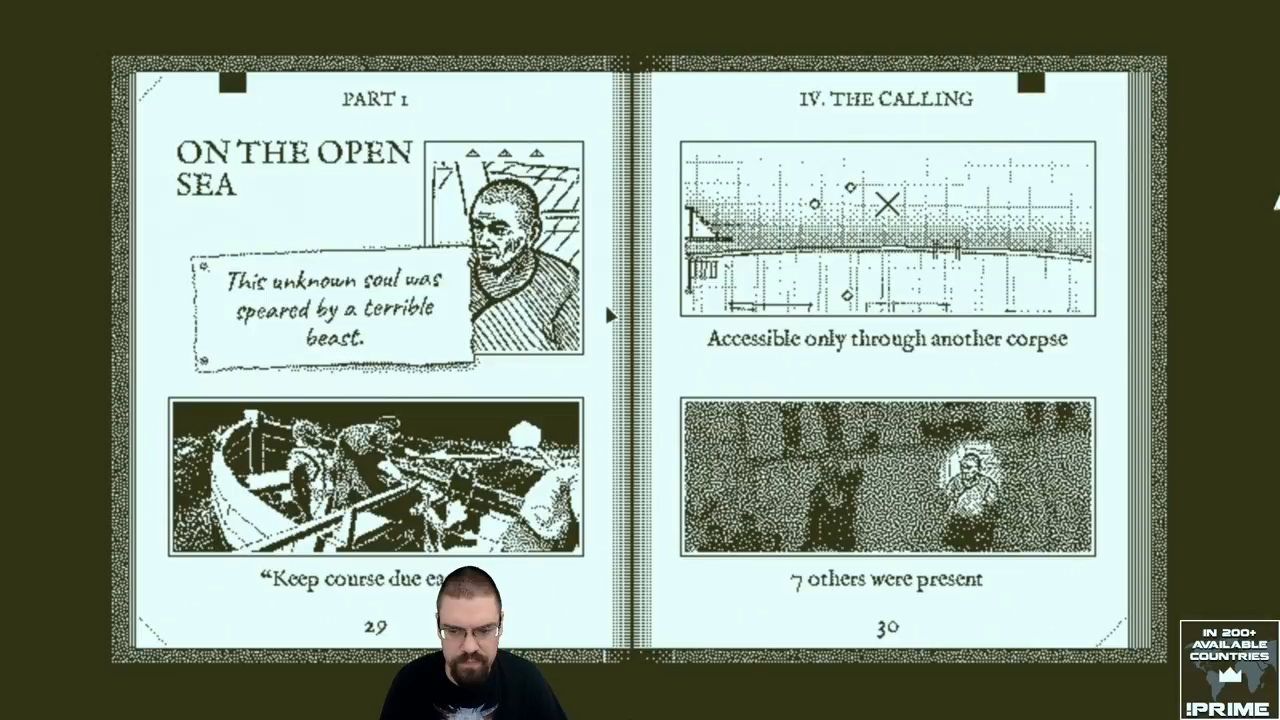 PART 1
ON THE OPEN
SEA
This unknown soul was
speared by a terrible
beast.
"Keep course due
29
IV. THE CALLING
Accessible only through another corpse
7 others were present
30
IN 200+
AVAILABLE
COUNTRIES
!PRIME